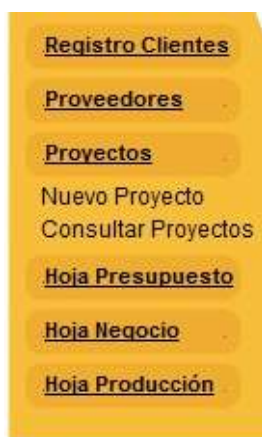 Registro Clientes
Proveedores
Proyectos
Nuevo Proyecto
Consultar Proyectos
Hoja Presupuesto
Hoja Negocio
Hoja Producción